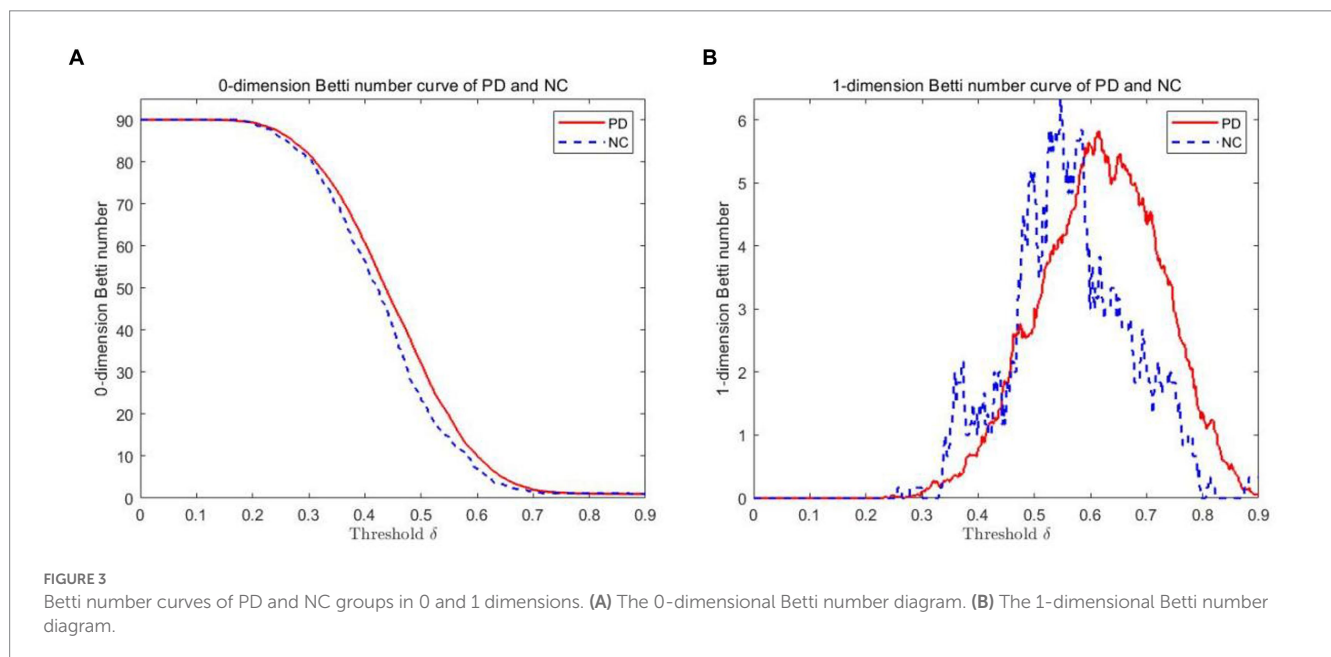 A
0-dimension Betti number curve of PD and NC
PD
NC
90
80
70
60
50
40
30
20
10
0
0-dimension Betti number
0 0.1 0.2 0.3 0.4 0.5 0.6 0.7 0.8 0.9
Threshold δ
B
1-dimension Betti number curve of PD and NC
PD
NC
6
5
4
3
2
1
0
1-dimension Betti number
0 0.1 0.2 0.3 0.4 0.5 0.6 0.7 0.8 0.9
Threshold δ
FIGURE 3
Betti number curves of PD and NC groups in 0 and 1 dimensions. (A) The 0-dimensional Betti number diagram. (B) The 1-dimensional Betti number
diagram.